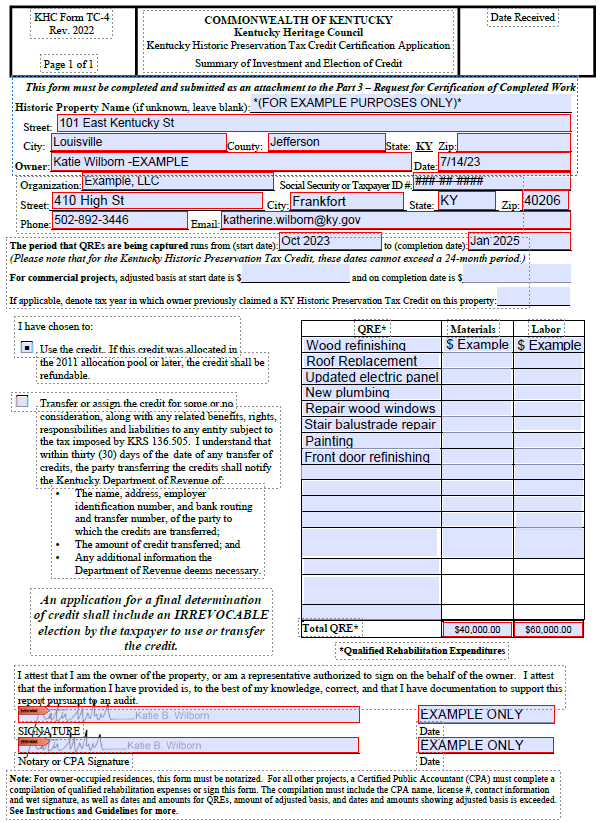 KHC Form TC-4
Rev. 2022
Page 1 of 1
COMMONWEALTH OF KENTUCKY
Kentucky Heritage Council
Kentucky Historic Preservation Tax Credit Certification Application
Summary of Investment and Election of Credit
Date Received
This form must be completed and submitted as an attachment to the Part 3 – Request for Certification of Completed Work
Historic Property Name (if unknown, leave blank): *(FOR EXAMPLE PURPOSES ONLY)*
Street: 101 East Kentucky St
City: Louisville County: Jefferson State: KY Zip:
Owner: Katie Wilborn -EXAMPLE Date: 7/14/23
Organization: Example, LLC Social Security or Taxpayer ID #: ###-##-####
Street: 410 High St City: Frankfort State: KY Zip: 40206
Phone: 502-892-3446 Email: katherine.wilborn@ky.gov
The period that QREs are being captured runs from (start date): Oct 2023 to (completion date): Jan 2025
(Please note that for the Kentucky Historic Preservation Tax Credit, these dates cannot exceed a 24-month period.)
For commercial projects, adjusted basis at start date is $ and on completion date is $
If applicable, denote tax year in which owner previously claimed a KY Historic Preservation Tax Credit on this property:
I have chosen to:
Use the credit. If this credit was allocated in
the 2011 allocation pool or later, the credit shall be
refundable.
Transfer or assign the credit for some or no
consideration, along with any related benefits, rights,
responsibilities and liabilities to any entity subject to
the tax imposed by KRS 136.505. I understand that
within thirty (30) days of the date of any transfer of
credits, the party transferring the credits shall notify
the Kentucky Department of Revenue of:
• The name, address, employer
identification number, and bank routing
and transfer number, of the party to
which the credits are transferred;
• The amount of credit transferred; and
• Any additional information the
Department of Revenue deems necessary.
An application for a final determination
of credit shall include an IRREVOCABLE
election by the taxpayer to use or transfer
the credit.
QRE* Materials Labor
Wood refinishing $ Example $ Example
Roof Replacement
Updated electric panel
New plumbing
Repair wood windows
Stair balustrade repair
Painting
Front door refinishing
Total QRE* $40,000.00 $60,000.00
*Qualified Rehabilitation Expenditures
I attest that I am the owner of the property, or am a representative authorized to sign on the behalf of the owner. I attest
that the information I have provided is, to the best of my knowledge, correct, and that I have documentation to support this
report pursuant to an audit.
Katie B. Wilborn EXAMPLE ONLY
SIGNATURE Date
Katie B. Wilborn EXAMPLE ONLY
Notary or CPA Signature Date
Note: For owner-occupied residences, this form must be notarized. For all other projects, a Certified Public Accountant (CPA) must complete a
compilation of qualified rehabilitation expenses or sign this form. The compilation must include the CPA name, license #, contact information
and wet signature, as well as dates and amounts for QREs, amount of adjusted basis, and dates and amounts showing adjusted basis is exceeded.
See Instructions and Guidelines for more.